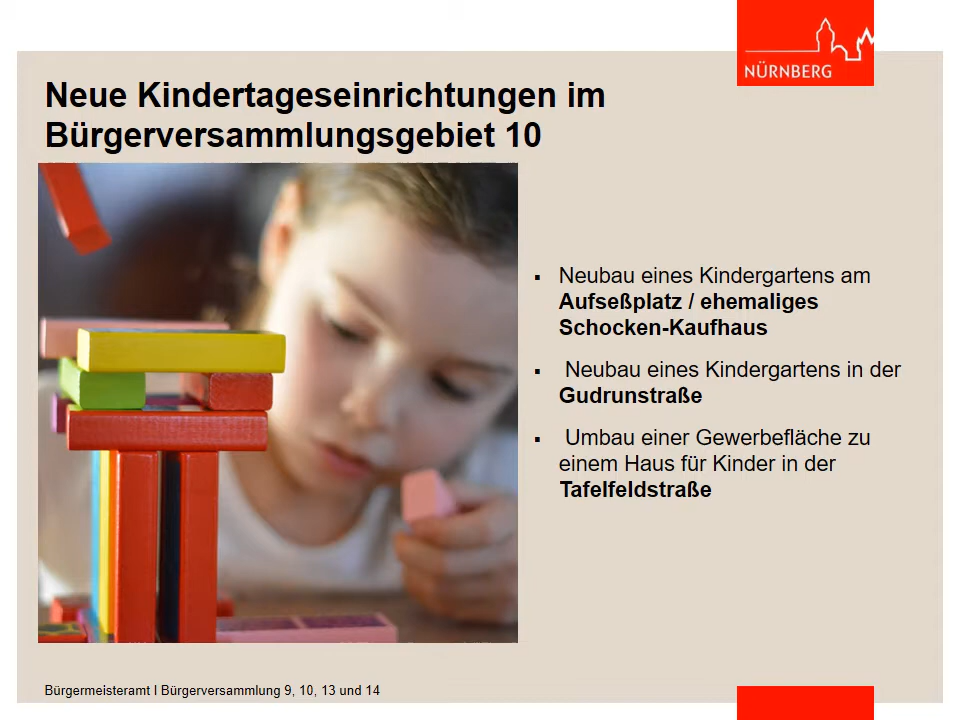 NÜRNBERG
Neue Kindertageseinrichtungen im
Bürgerversammlungsgebiet 10
▪ Neubau eines Kindergartens am
Aufseßplatz / ehemaliges
Schocken-Kaufhaus
▪ Neubau eines Kindergartens in der
Gudrunstraße
▪ Umbau einer Gewerbefläche zu
einem Haus für Kinder in der
Tafelfeldstraße
Bürgermeisteramt I Bürgerversammlung 9, 10, 13 und 14